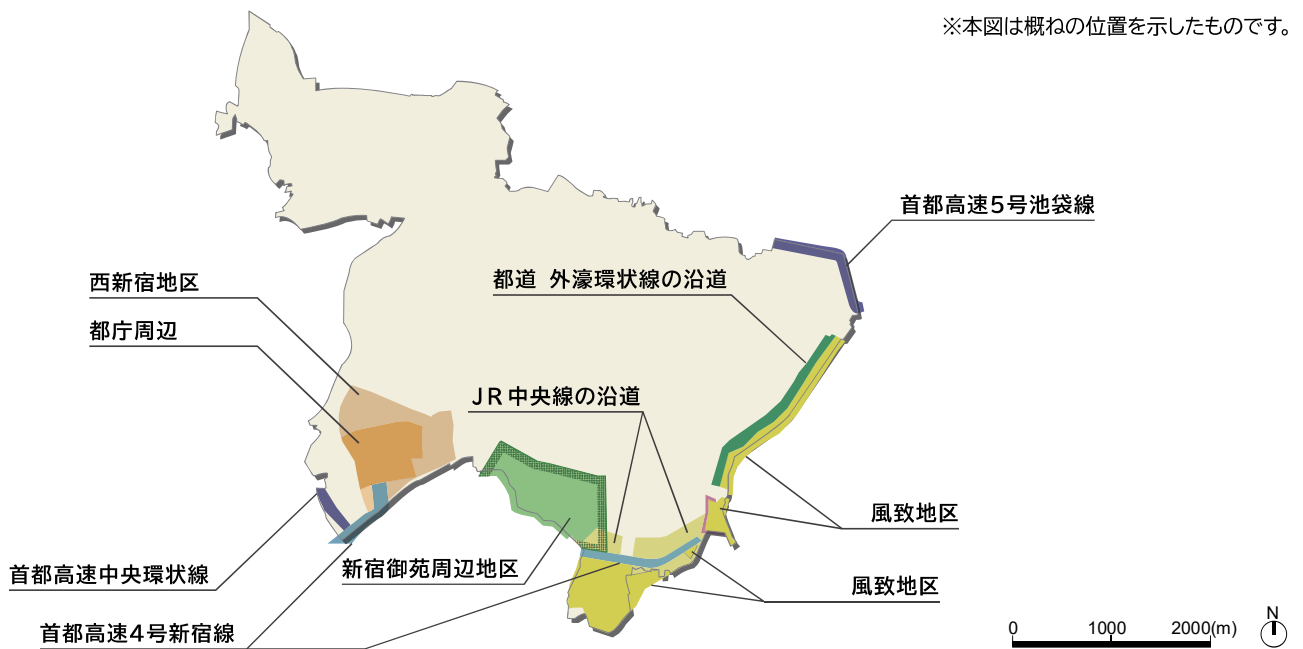 ※本図は概ねの位置を示したものです。
首都高速5号池袋線
都道 外濠環状線の沿道
西新宿地区
都庁周辺
JR中央線の沿道
風致地区
新宿御苑周辺地区
首都高速中央環状線
風致地区
首都高速4号新宿線
0 1000 2000(m)
N